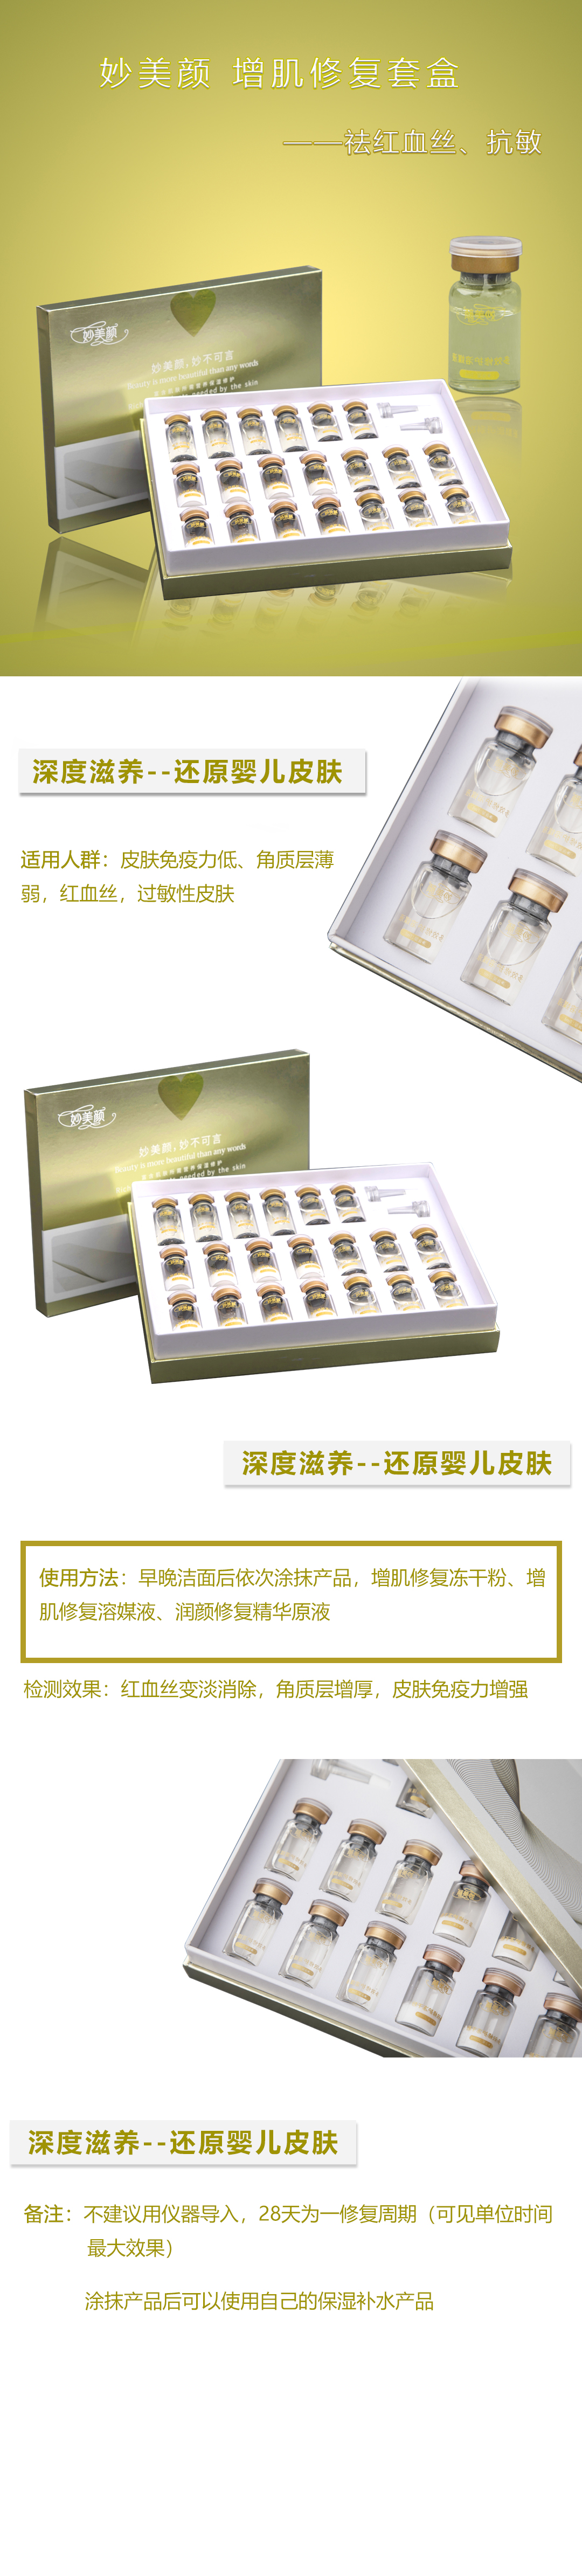 妙美颜 增肌修复套盒
——祛红血丝、抗敏
妙美颜
妙美颜，妙不可言
Beauty is more beautiful than any words
needed by the skin
深度滋养--还原婴儿皮肤
适用人群：皮肤免疫力低、角质层薄
弱，红血丝，过敏性皮肤
妙美颜
妙美颜，妙不可言
Beauty is more beautiful than any words
needed by the skin
深度滋养--还原婴儿皮肤
使用方法：早晚洁面后依次涂抹产品，增肌修复冻干粉、增
肌修复溶媒液、润颜修复精华原液
检测效果：红血丝变淡消除，角质层增厚，皮肤免疫力增强
深度滋养--还原婴儿皮肤
备注：不建议用仪器导入，28天为一修复周期（可见单位时间
最大效果）
涂抹产品后可以使用自己的保湿补水产品